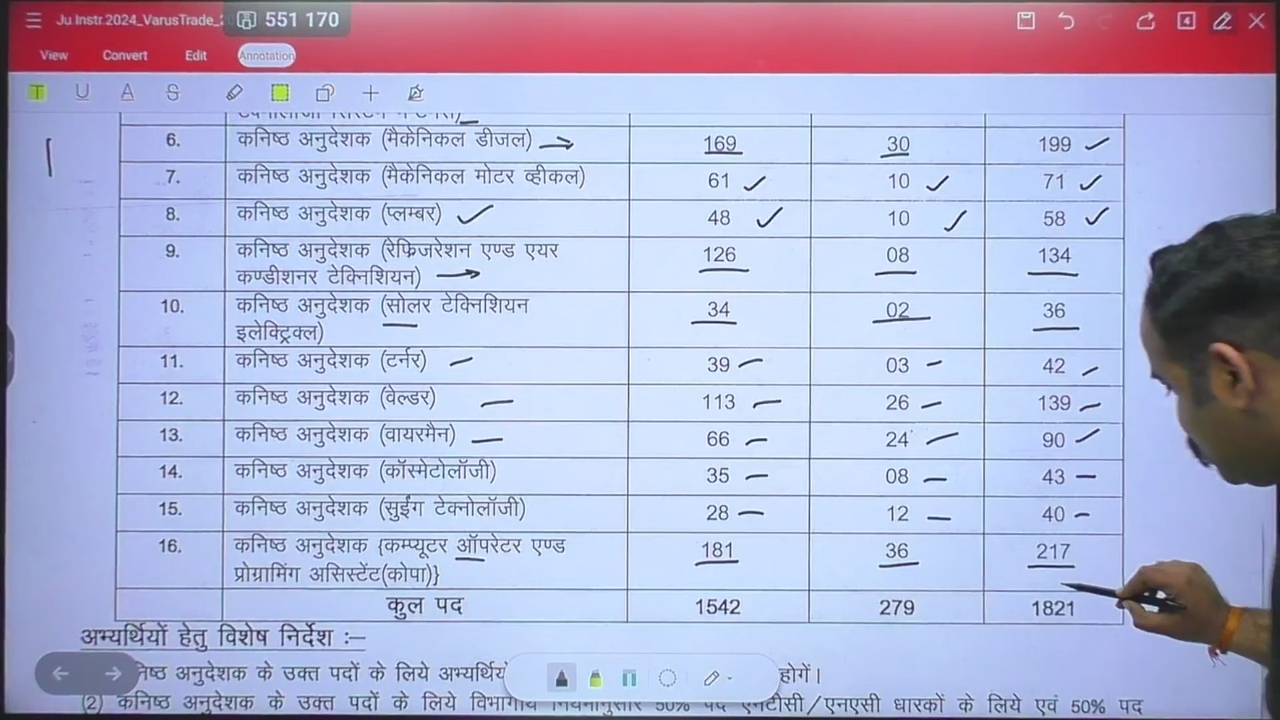 Ju Instr.2024_VarusTrade_
551 170
4
View Convert Edit Annotation
T U A S
6. कनिष्ठ अनुदेशक (मैकेनिकल डीजल) 169 30 199
7. कनिष्ठ अनुदेशक (मैकेनिकल मोटर व्हीकल) 61 10 71
8. कनिष्ठ अनुदेशक (प्लम्बर) 48 10 58
9. कनिष्ठ अनुदेशक (रेफ्रिजरेशन एण्ड एयर 126 08 134
कण्डीशनर टेक्निशियन)
10. कनिष्ठ अनुदेशक (सोलर टेक्निशियन 34 02 36
इलेक्ट्रिक्ल)
11. कनिष्ठ अनुदेशक (टर्नर) 39 03 42
12. कनिष्ठ अनुदेशक (वेल्डर) 113 26 139
13. कनिष्ठ अनुदेशक (वायरमैन) 66 24 90
14. कनिष्ठ अनुदेशक (कॉस्मेटोलॉजी) 35 08 43
15. कनिष्ठ अनुदेशक (सुईंग टेक्नोलॉजी) 28 12 40
16. कनिष्ठ अनुदेशक {कम्प्यूटर ऑपरेटर एण्ड 181 36 217
प्रोग्रामिंग असिस्टेंट(कोपा)}
कुल पद 1542 279 1821
अभ्यर्थियों हेतु विशेष निर्देश :–
अनुदेशक के उक्त पदों के लिये होगें।
(2) कनिष्ठ अनुदेशक के उक्त पदों के लिये 50% पद एनटीसी/एनएसी धारकों के लिये एवं 50% पद